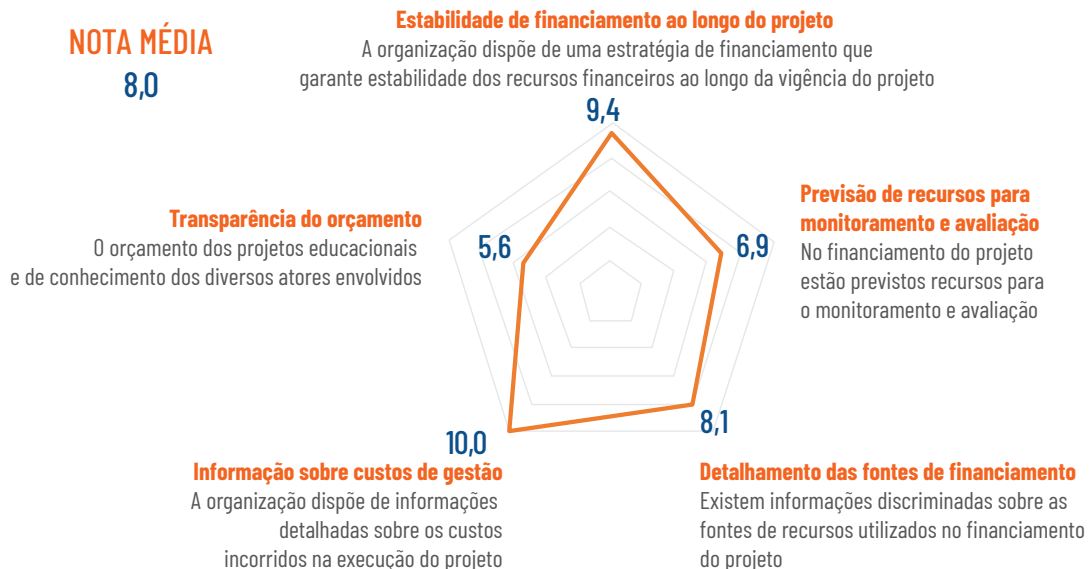 NOTA MÉDIA
8,0
Estabilidade de financiamento ao longo do projeto
A organização dispõe de uma estratégia de financiamento que
garante estabilidade dos recursos financeiros ao longo da vigência do projeto
9,4
Previsão de recursos para
monitoramento e avaliação
No financiamento do projeto
estão previstos recursos para
o monitoramento e avaliação
6,9
Transparência do orçamento
O orçamento dos projetos educacionais
e de conhecimento dos diversos atores envolvidos
5,6
10,0
Informação sobre custos de gestão
A organização dispõe de informações
detalhadas sobre os custos
incorridos na execução do projeto
8,1
Detalhamento das fontes de financiamento
Existem informações discriminadas sobre as
fontes de recursos utilizados no financiamento
do projeto